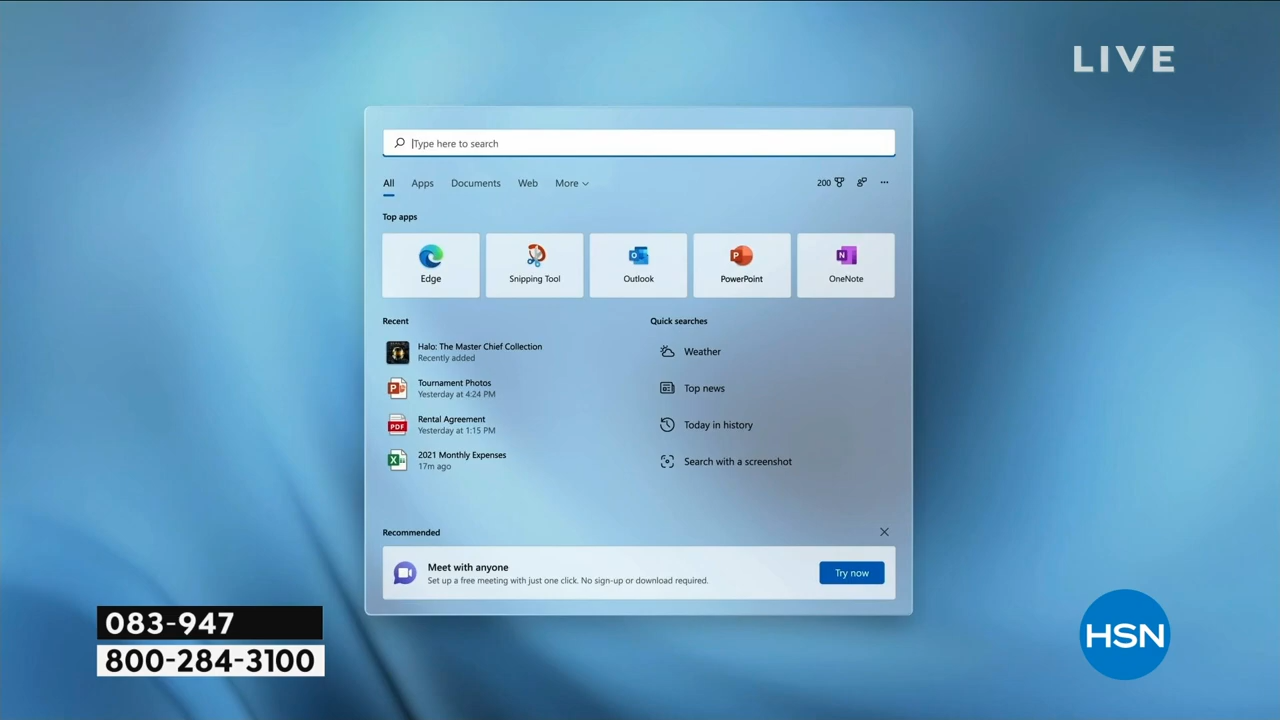 LIVE
Type here to search
All Apps Documents Web More 200
Top apps
Edge Snipping Tool Outlook PowerPoint OneNote
Recent
Halo: The Master Chief Collection
Recently added
Tournament Photos
Yesterday at 4:24 PM
PDF
Rental Agreement
Yesterday at 1:15 PM
2021 Monthly Expenses
17m ago
Quick searches
Weather
Top news
Today in history
Search with a screenshot
Recommended
Meet with anyone
Set up a free meeting with just one click. No sign-up or download required.
Try now
083-947
800-284-3100
HSN